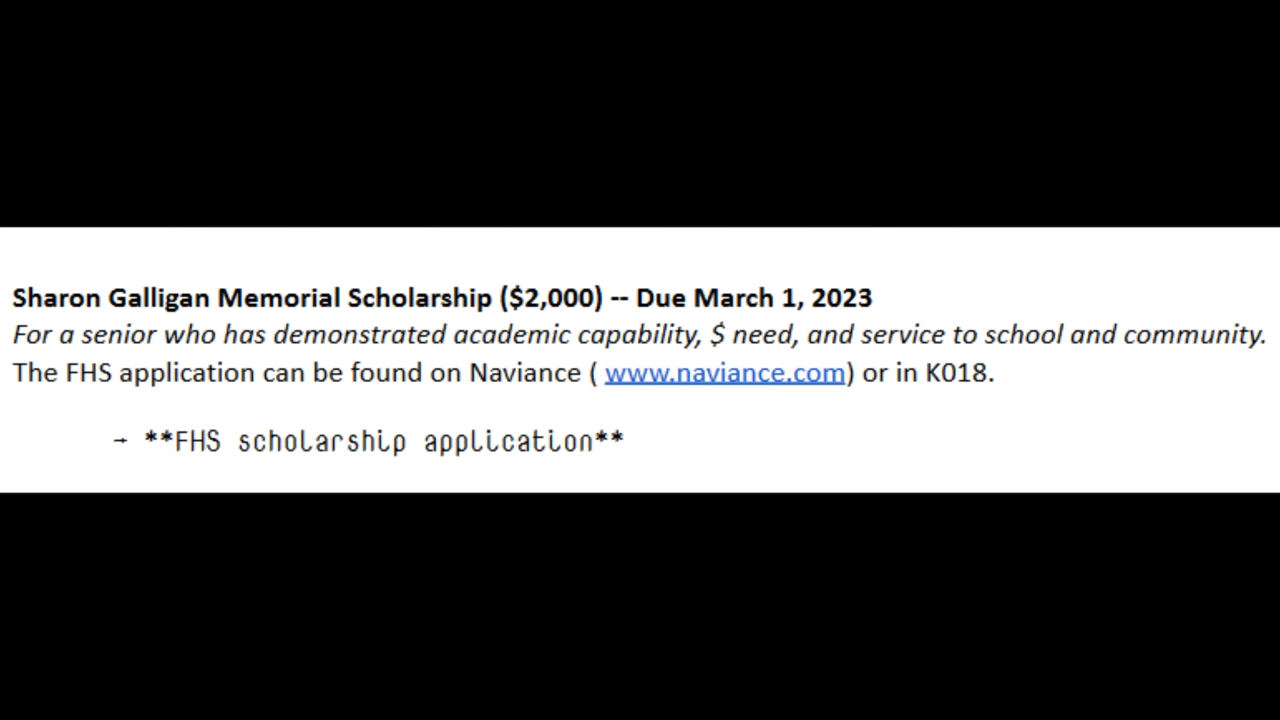 Sharon Galligan Memorial Scholarship ($2,000) -- Due March 1, 2023
For a senior who has demonstrated academic capability, $ need, and service to school and community.
The FHS application can be found on Naviance ( www.naviance.com) or in K018.
→ **FHS scholarship application**